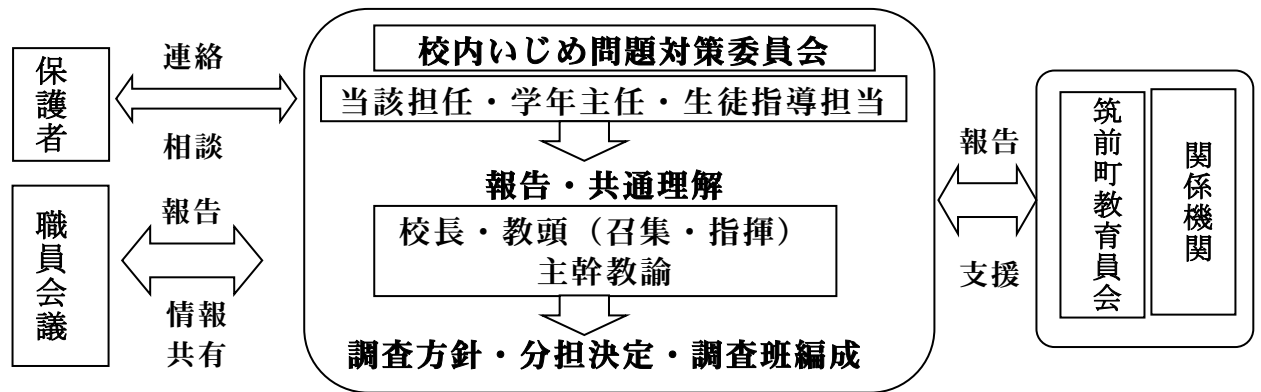 校内いじめ問題対策委員会
当該担任・学年主任・生徒指導担当
報告・共通理解
校長・教頭（召集・指揮）
主幹教諭
調査方針・分担決定・調査班編成
保護者
連絡
相談
職員会議
報告
情報
共有
報告
支援
筑前町教育員会
関係機関